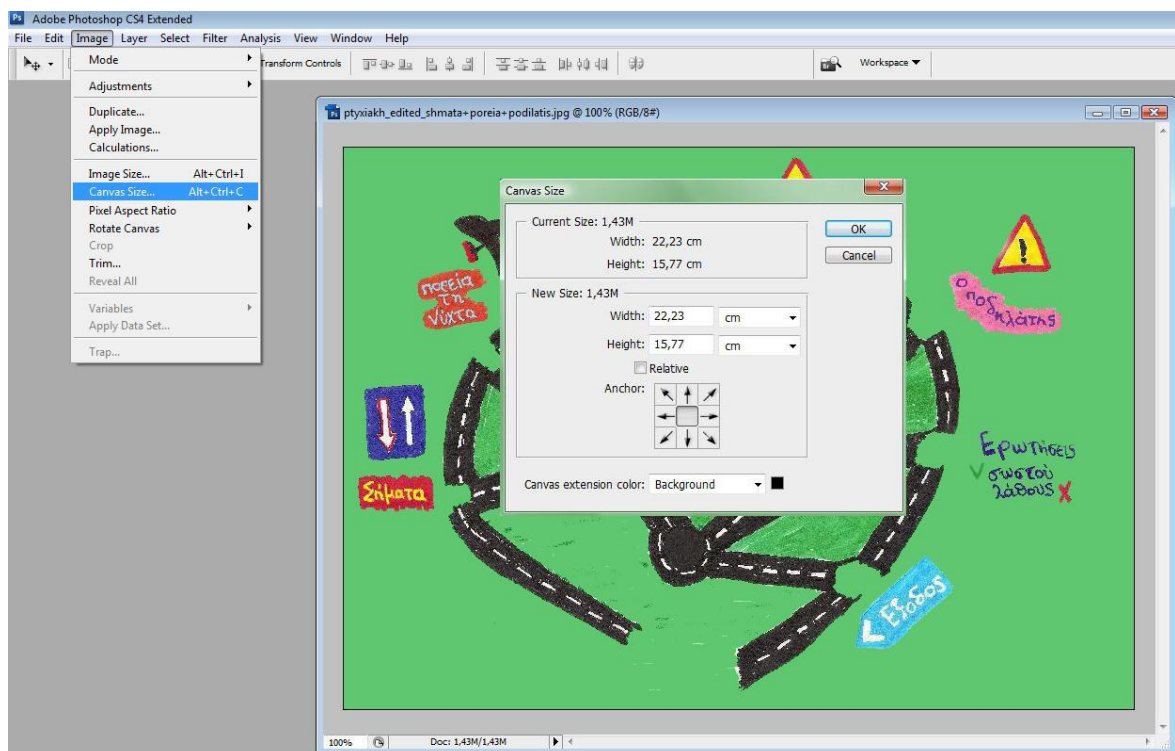 Ps Adobe Photoshop CS4 Extended
File Edit Image Layer Select Filter Analysis View Window Help
Transform Controls
Workspace
Mode
Adjustments
Duplicate...
Apply Image...
Calculations...
Image Size... Alt+Ctrl+I
Canvas Size... Alt+Ctrl+C
Pixel Aspect Ratio
Rotate Canvas
Crop
Trim...
Reveal All
Variables
Apply Data Set...
Trap...
ptyxiakh_edited_shmata+poreia+podilatis.jpg @ 100% (RGB/8#)
Canvas Size
Current Size: 1,43M
Width: 22,23 cm
Height: 15,77 cm
OK
Cancel
New Size: 1,43M
Width: 22,23 cm
Height: 15,77 cm
Relative
Anchor:
Canvas extension color: Background
πορεία
τη
νύχτα
Σήματα
ο
ποδηλάτης
Ερωτήσεις
σωστού
λάθους
Εξοδος
100% Doc: 1,43M/1,43M